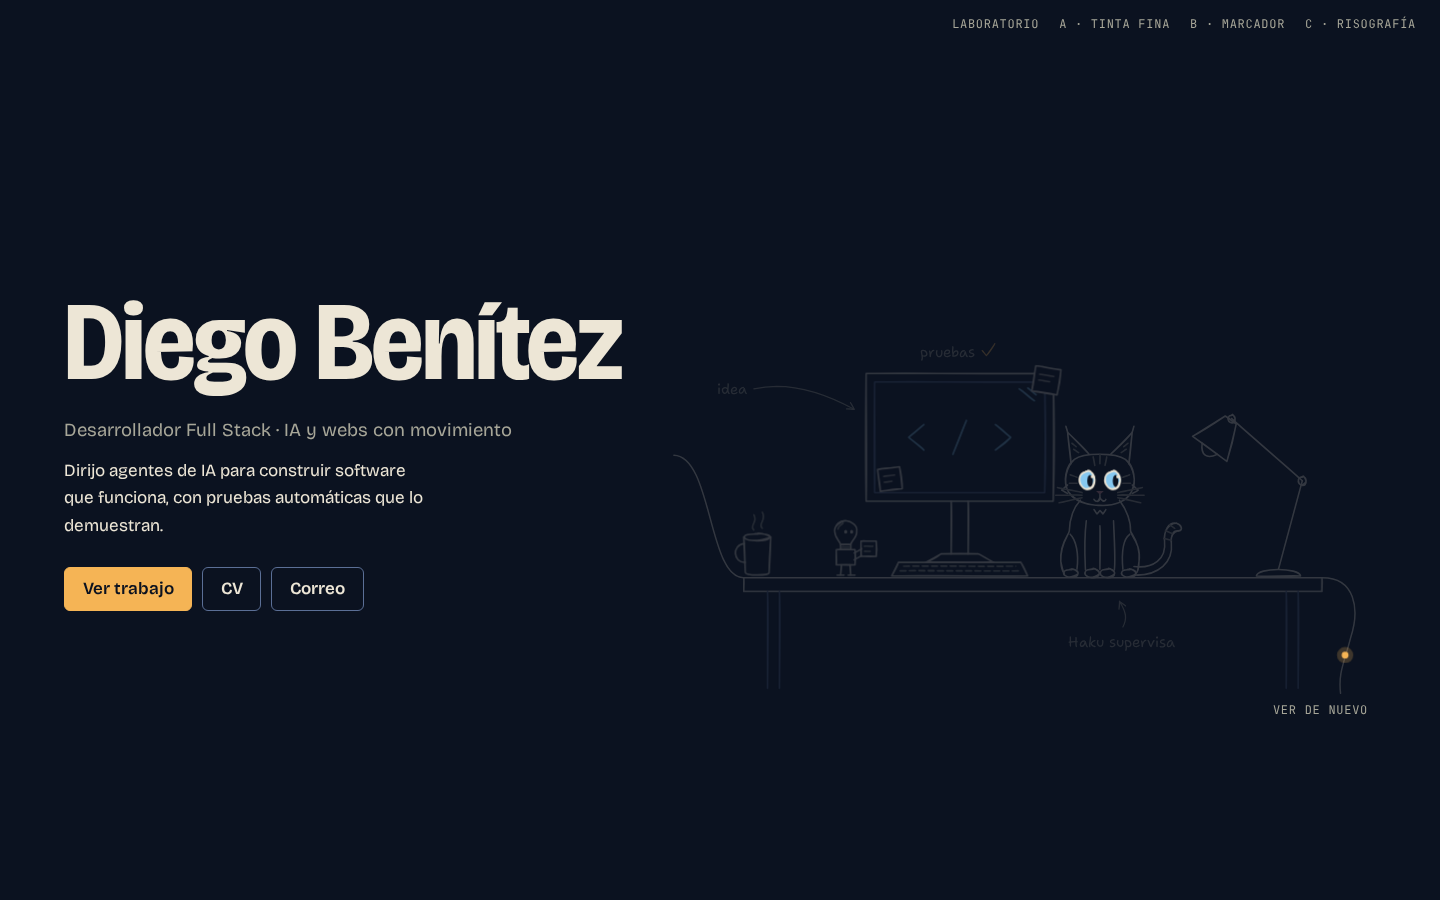 LABORATORIO A · TINTA FINA B · MARCADOR C · RISOGRAFÍA
Diego Benítez
Desarrollador Full Stack · IA y webs con movimiento
Dirijo agentes de IA para construir software
que funciona, con pruebas automáticas que lo
demuestran.
Ver trabajo
CV
Correo
pruebas ✓
idea
< / >
Haku supervisa
VER DE NUEVO